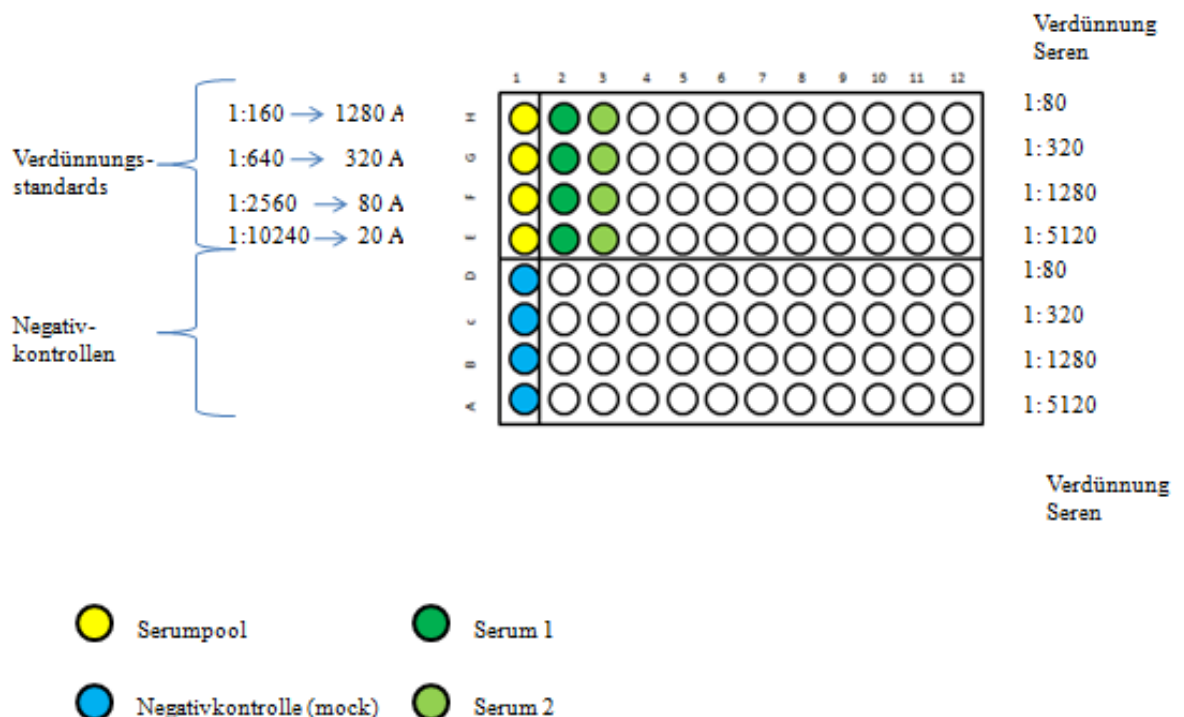 Verdünnung
Seren
1 2 3 4 5 6 7 8 9 10 11 12
1:160 → 1280 A
H
1:80
Verdünnungs-
standards
1:640 → 320 A
G
1: 320
1:2560 → 80 A
F
1: 1280
1:10240 → 20 A
E
1: 5120
D
1:80
Negativ-
kontrollen
C
1: 320
B
1: 1280
A
1: 5120
Verdünnung
Seren
Serumpool
Serum 1
Negativkontrolle (mock)
Serum 2